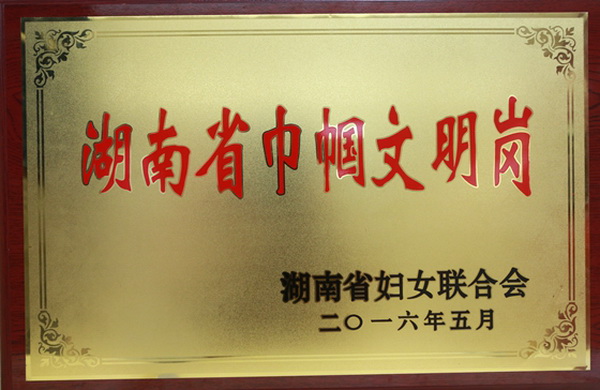 湖南省巾帼文明岗
湖南省妇女联合会
二〇一六年五月